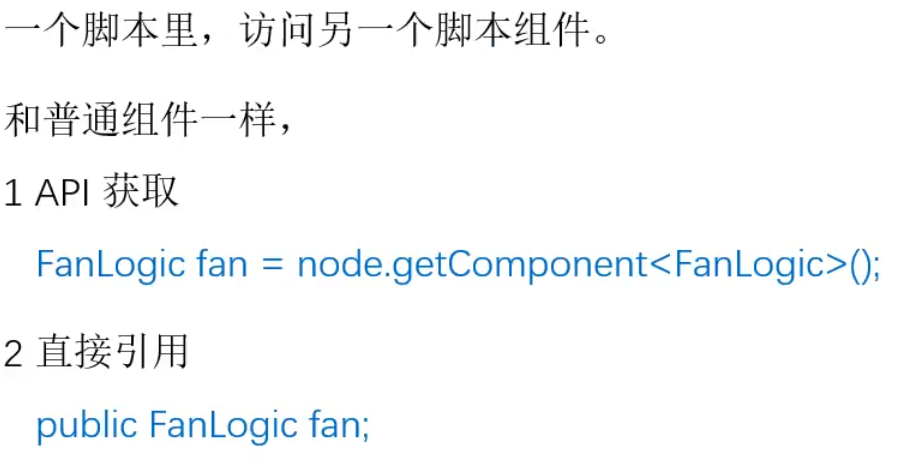 一个脚本里，访问另一个脚本组件。
和普通组件一样，
1 API 获取
FanLogic fan = node.getComponent<FanLogic>();
2 直接引用
public FanLogic fan;